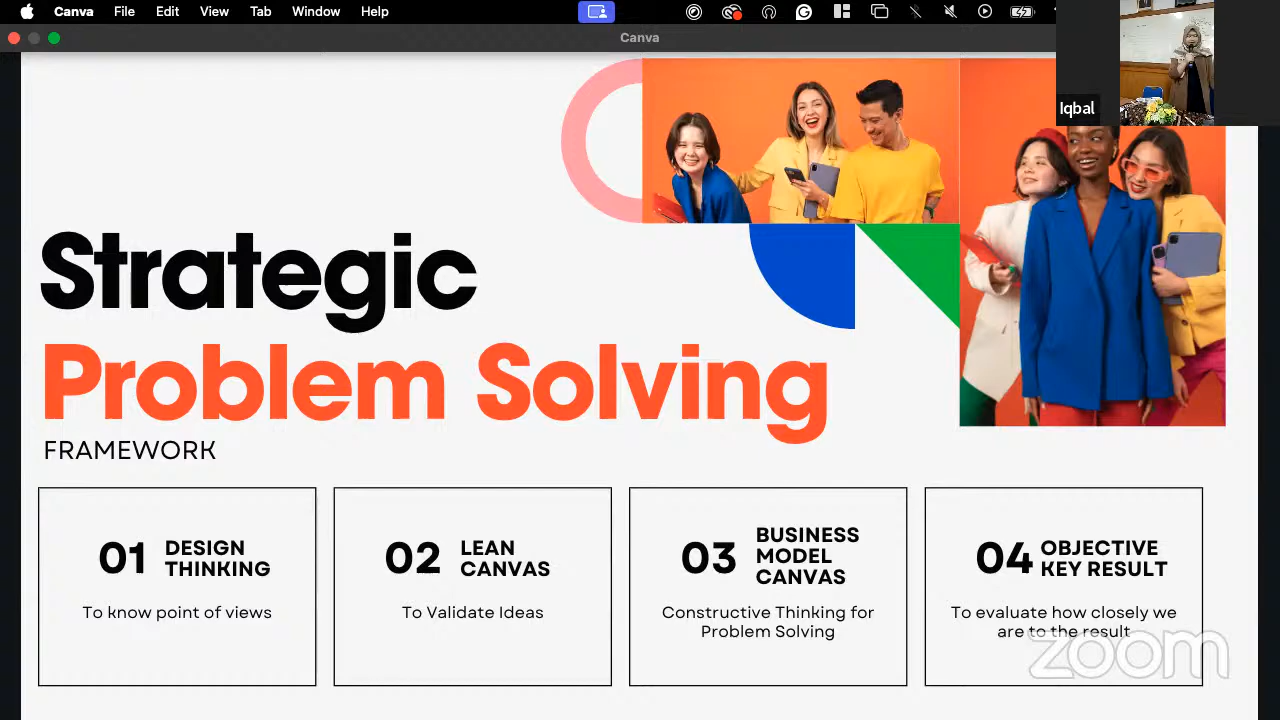 Canva File Edit View Tab Window Help
Canva
Iqbal
Strategic
Problem Solving
FRAMEWORK
01 DESIGN
THINKING
To know point of views
02 LEAN
CANVAS
To Validate Ideas
03 BUSINESS
MODEL
CANVAS
Constructive Thinking for
Problem Solving
04 OBJECTIVE
KEY RESULT
To evaluate how closely we
are to the result
zoom